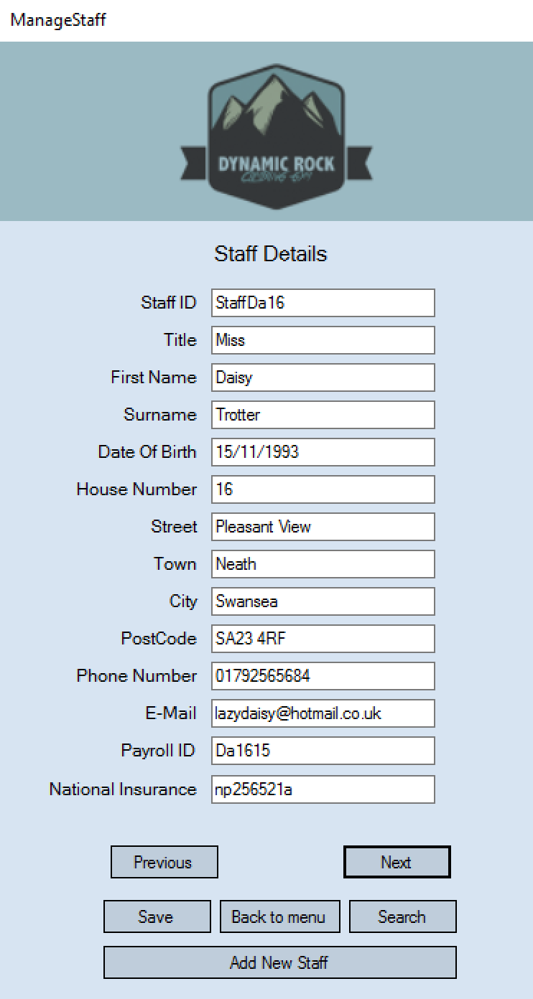 ManageStaff
DYNAMIC ROCK
Staff Details
Staff ID StaffDa16
Title Miss
First Name Daisy
Surname Trotter
Date Of Birth 15/11/1993
House Number 16
Street Pleasant View
Town Neath
City Swansea
PostCode SA23 4RF
Phone Number 01792565684
E-Mail lazydaisy@hotmail.co.uk
Payroll ID Da1615
National Insurance np256521a
Previous Next
Save Back to menu Search
Add New Staff